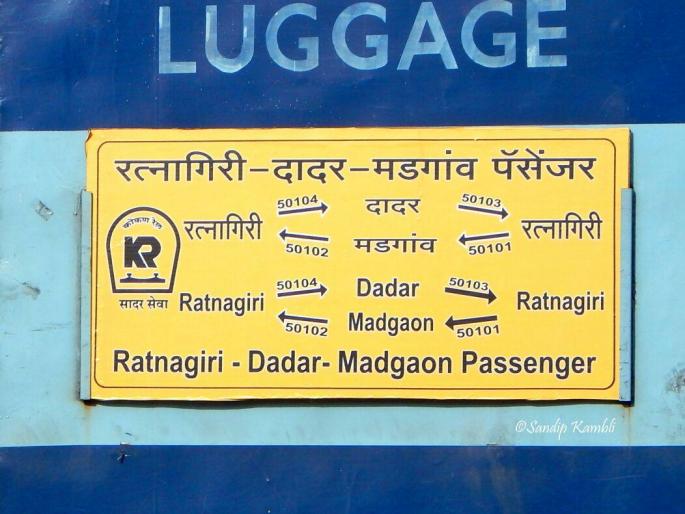 LUGGAGE
रत्नागिरी-दादर-मडगांव पॅसेंजर
रत्नागिरी 50104 दादर 50103 रत्नागिरी
50102 मडगांव 50101
कोकण रेल
KR
सादर सेवा
Ratnagiri 50104 Dadar 50103 Ratnagiri
50102 Madgaon 50101
Ratnagiri - Dadar- Madgaon Passenger
©Sandip Kambli